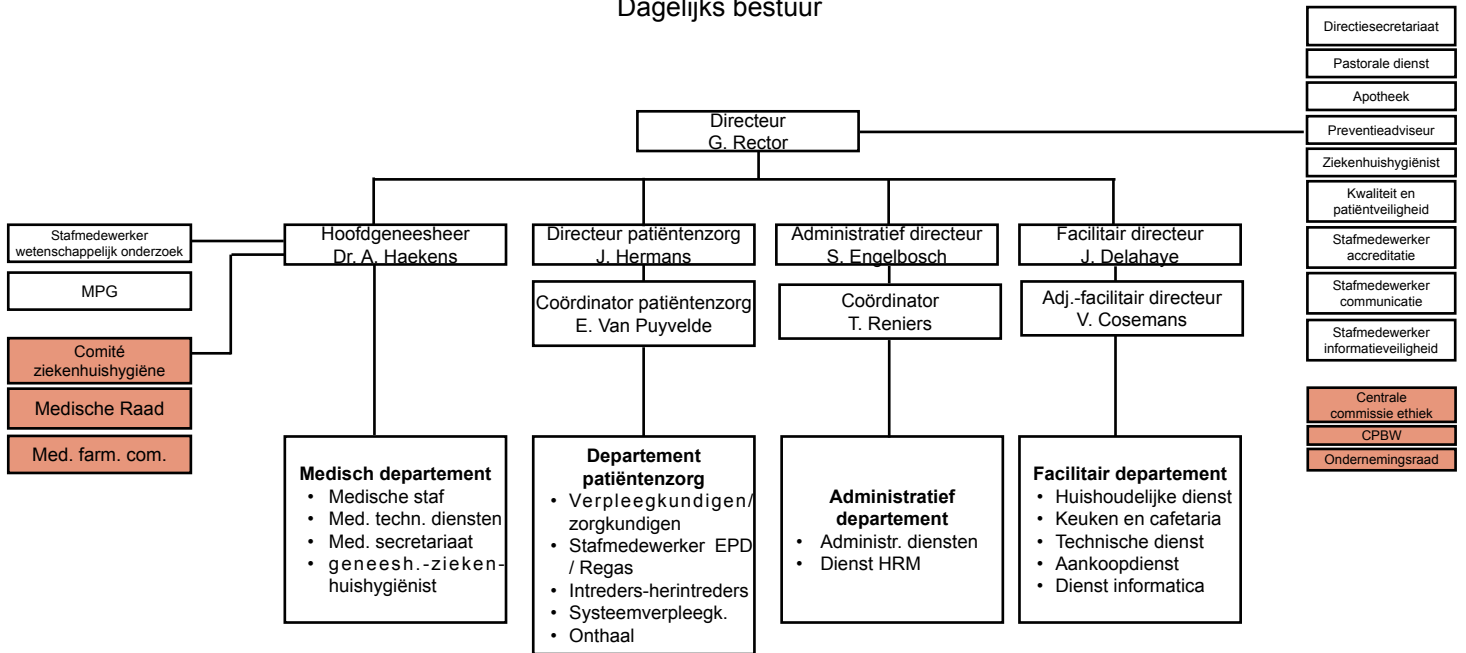 Dagelijks bestuur
Directiesecretariaat
Pastorale dienst
Apotheek
Preventieadviseur
Ziekenhuishygiënist
Kwaliteit en
patiëntveiligheid
Stafmedewerker
accreditatie
Stafmedewerker
communicatie
Stafmedewerker
informatieveiligheid
Centrale
commissie ethiek
CPBW
Ondernemingsraad
Directeur
G. Rector
Stafmedewerker
wetenschappelijk onderzoek
MPG
Comité
ziekenhuishygiëne
Medische Raad
Med. farm. com.
Hoofdgeneesheer
Dr. A. Haekens
Directeur patiëntenzorg
J. Hermans
Administratief directeur
S. Engelbosch
Facilitair directeur
J. Delahaye
Coördinator patiëntenzorg
E. Van Puyvelde
Coördinator
T. Reniers
Adj.-facilitair directeur
V. Cosemans
Medisch departement
• Medische staf
• Med. techn. diensten
• Med. secretariaat
• geneesh.-zieken-
huishygiënist
Departement
patiëntenzorg
• Verpleegkundigen/
zorgkundigen
• Stafmedewerker EPD
/ Regas
• Intreders-herintreders
• Systeemverpleegk.
• Onthaal
Administratief
departement
• Administr. diensten
• Dienst HRM
Facilitair departement
• Huishoudelijke dienst
• Keuken en cafetaria
• Technische dienst
• Aankoopdienst
• Dienst informatica